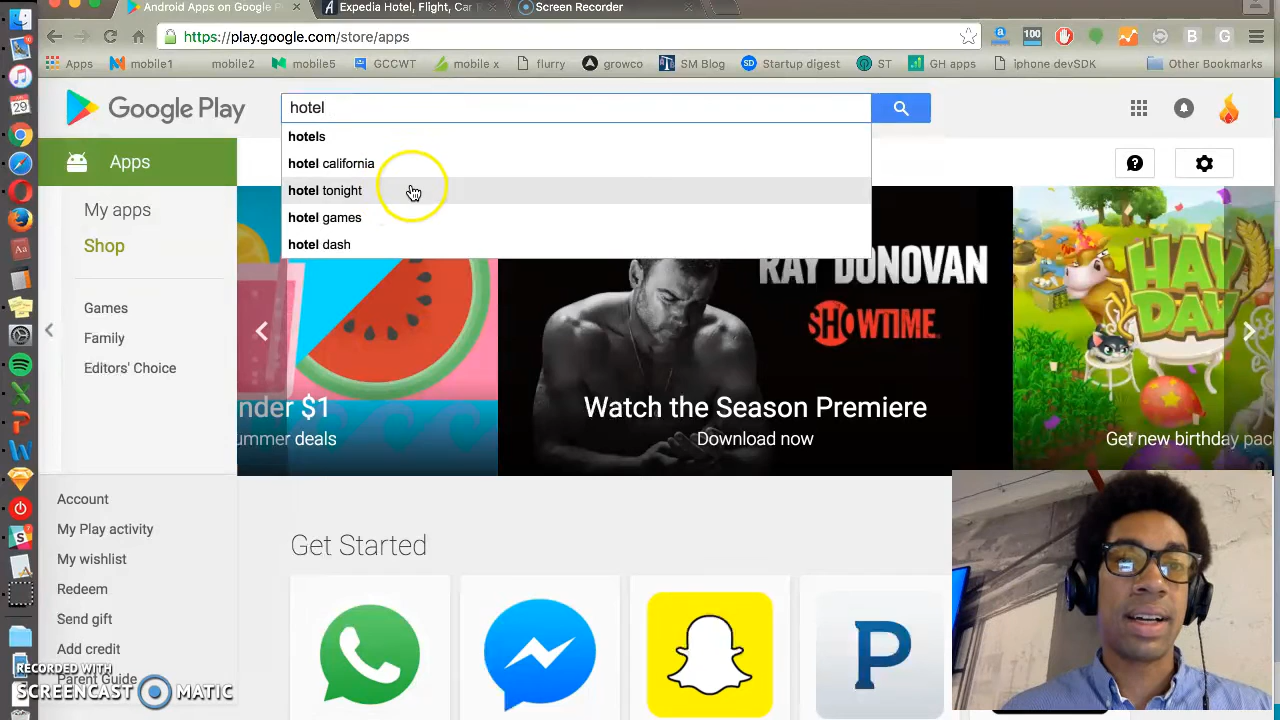 Android Apps on Google P
Expedia Hotel, Flight, Car
Screen Recorder
https://play.google.com/store/apps
100
B
G
Apps
mobile1
mobile2
mobile5
GCCWT
mobile x
flurry
growco
SM Blog
SD
Startup digest
ST
GH apps
iphone devSDK
Other Bookmarks
Google Play
hotel
hotels
hotel california
hotel tonight
hotel games
hotel dash
Apps
My apps
Shop
Games
Family
Editors' Choice
Account
My Play activity
My wishlist
Redeem
Send gift
Add credit
Parent Guide
nder $1
ummer deals
RAY DONOVAN
SHOWTIME
Watch the Season Premiere
Download now
HAY
DAY
Get new birthday pac
Get Started
P
RECORDED WITH
SCREENCAST MATIC